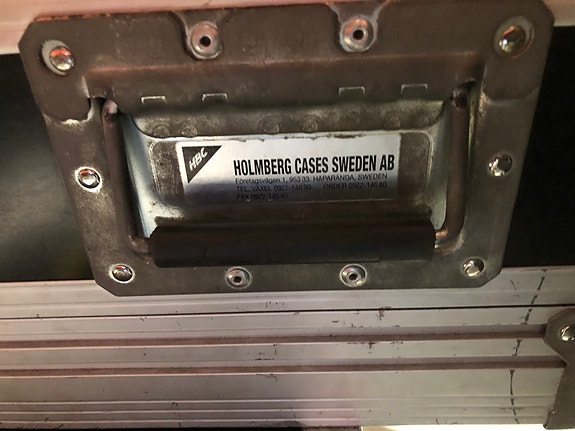 HBC
HOLMBERG CASES SWEDEN AB
Företagsvägen 1, 953 33 HAPARANDA, SWEDEN
TEL. VÄXEL 0922-146 90 ORDER 0922-146 60
FAX 0922-146 40